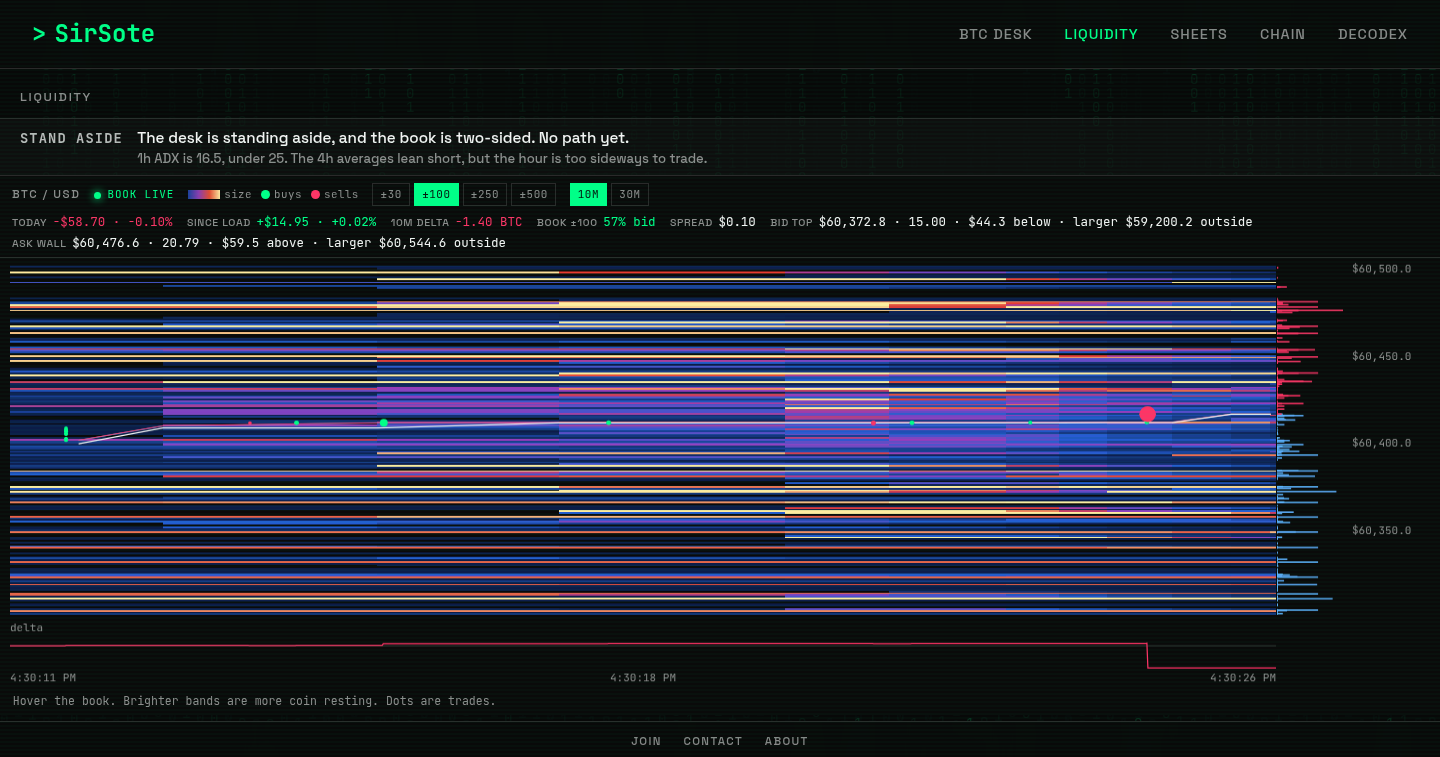 > SirSote
BTC DESK LIQUIDITY SHEETS CHAIN DECODEX
LIQUIDITY
STAND ASIDE The desk is standing aside, and the book is two-sided. No path yet.
1h ADX is 16.5, under 25. The 4h averages lean short, but the hour is too sideways to trade.
BTC / USD BOOK LIVE size buys sells ±30 ±100 ±250 ±500 10M 30M
TODAY -$58.70 · -0.10% SINCE LOAD +$14.95 · +0.02% 10M DELTA -1.40 BTC BOOK ±100 57% bid SPREAD $0.10 BID TOP $60,372.8 · 15.00 · $44.3 below · larger $59,200.2 outside
ASK WALL $60,476.6 · 20.79 · $59.5 above · larger $60,544.6 outside
$60,500.0
$60,450.0
$60,400.0
$60,350.0
delta
4:30:11 PM 4:30:18 PM 4:30:26 PM
Hover the book. Brighter bands are more coin resting. Dots are trades.
JOIN CONTACT ABOUT